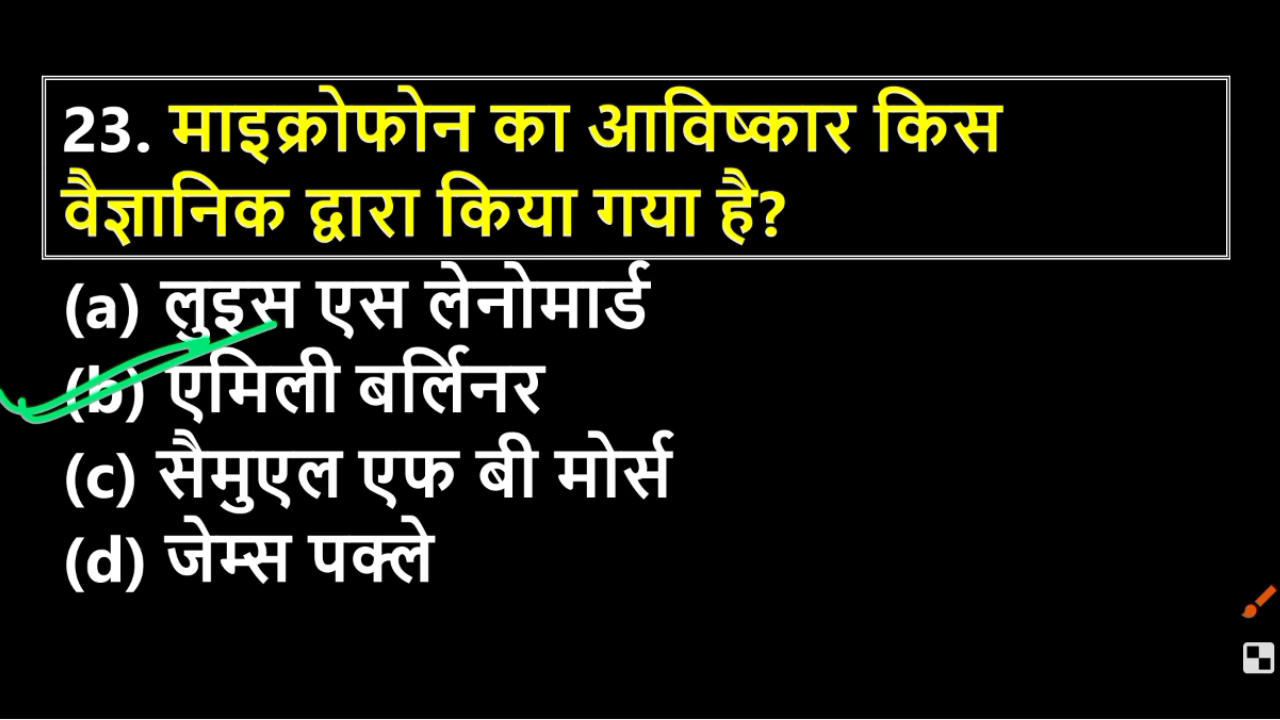 23. माइक्रोफोन का आविष्कार किस
वैज्ञानिक द्वारा किया गया है?
(a) लुइस एस लेनोमार्ड
(b) एमिली बर्लिनर
(c) सैमुएल एफ बी मोर्स
(d) जेम्स पक्ले